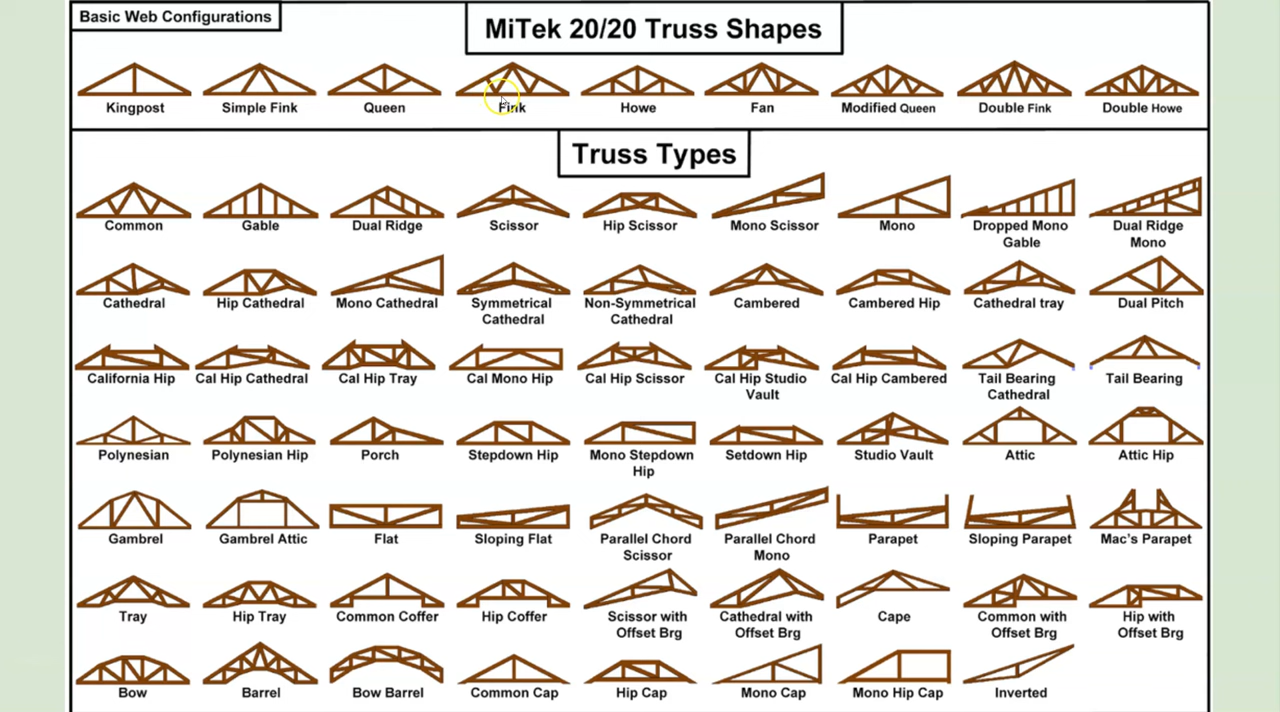 Basic Web Configurations
MiTek 20/20 Truss Shapes
Kingpost
Simple Fink
Queen
Fink
Howe
Fan
Modified Queen
Double Fink
Double Howe
Truss Types
Common
Gable
Dual Ridge
Scissor
Hip Scissor
Mono Scissor
Mono
Dropped Mono
Gable
Dual Ridge
Mono
Cathedral
Hip Cathedral
Mono Cathedral
Symmetrical
Cathedral
Non-Symmetrical
Cathedral
Cambered
Cambered Hip
Cathedral tray
Dual Pitch
California Hip
Cal Hip Cathedral
Cal Hip Tray
Cal Mono Hip
Cal Hip Scissor
Cal Hip Studio
Vault
Cal Hip Cambered
Tail Bearing
Cathedral
Tail Bearing
Polynesian
Polynesian Hip
Porch
Stepdown Hip
Mono Stepdown
Hip
Setdown Hip
Studio Vault
Attic
Attic Hip
Gambrel
Gambrel Attic
Flat
Sloping Flat
Parallel Chord
Scissor
Parallel Chord
Mono
Parapet
Sloping Parapet
Mac's Parapet
Tray
Hip Tray
Common Coffer
Hip Coffer
Scissor with
Offset Brg
Cathedral with
Offset Brg
Cape
Common with
Offset Brg
Hip with
Offset Brg
Bow
Barrel
Bow Barrel
Common Cap
Hip Cap
Mono Cap
Mono Hip Cap
Inverted